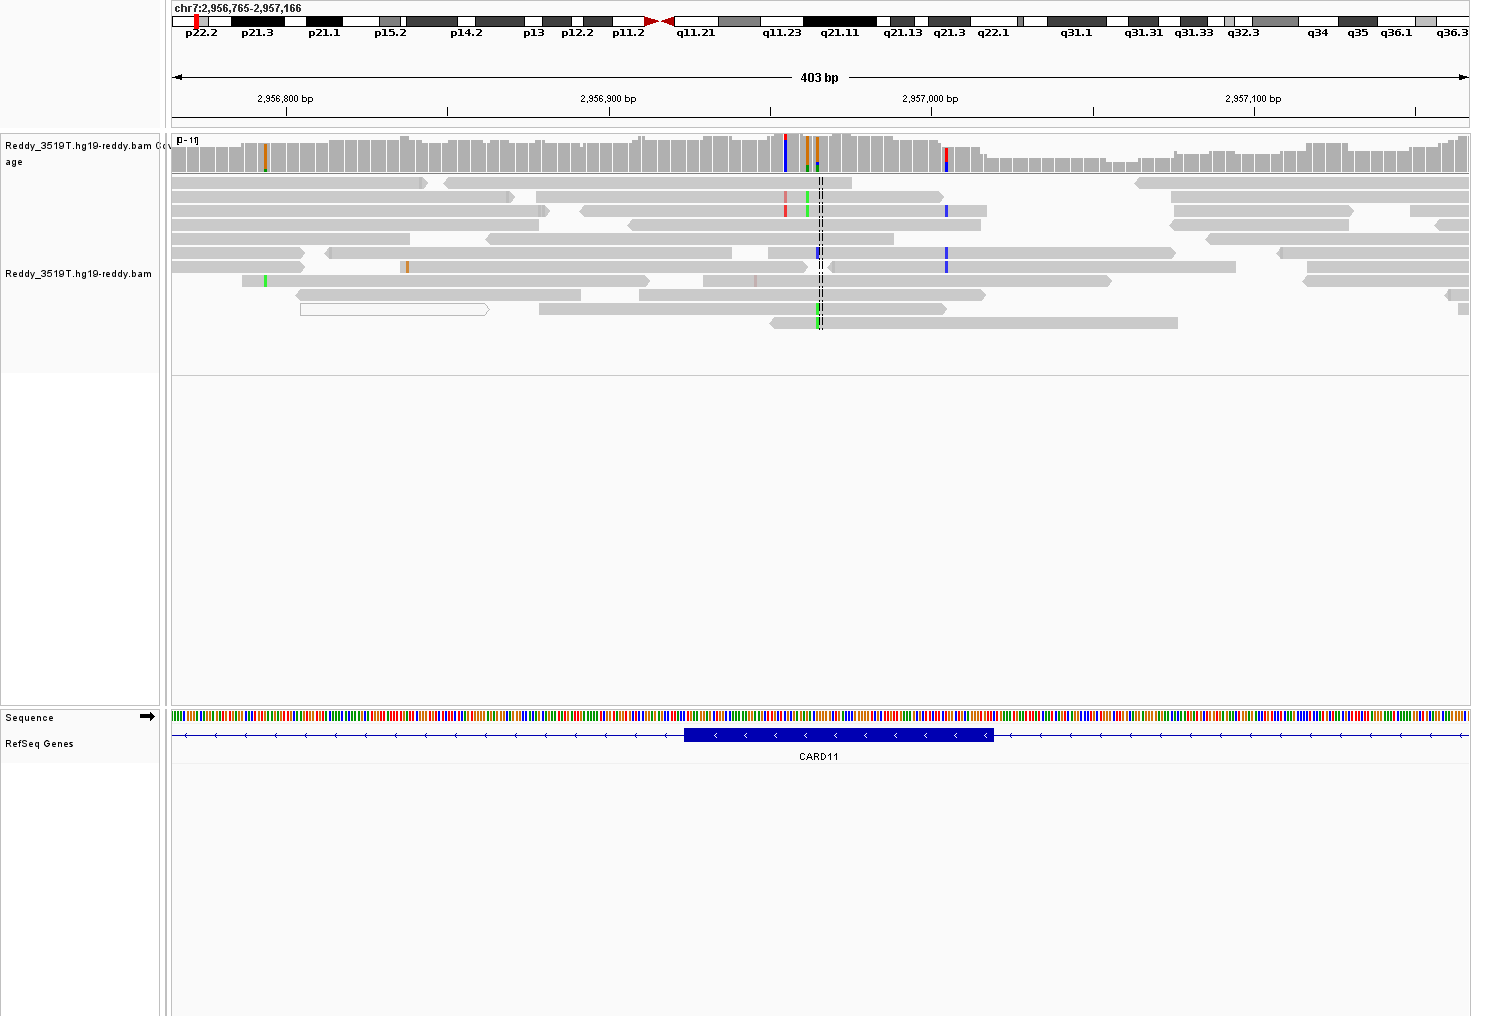 chr7:2,956,765-2,957,166
p22.2 p21.3 p21.1 p15.2 p14.2 p13 p12.2 p11.2 q11.21 q11.23 q21.11 q21.13 q21.3 q22.1 q31.1 q31.31 q31.33 q32.3 q34 q35 q36.1 q36.3
403 bp
2,956,800 bp 2,956,900 bp 2,957,000 bp 2,957,100 bp
[0 - 11]
Reddy_3519T.hg19-reddy.bam Cov
age
Reddy_3519T.hg19-reddy.bam
Sequence
RefSeq Genes
CARD11